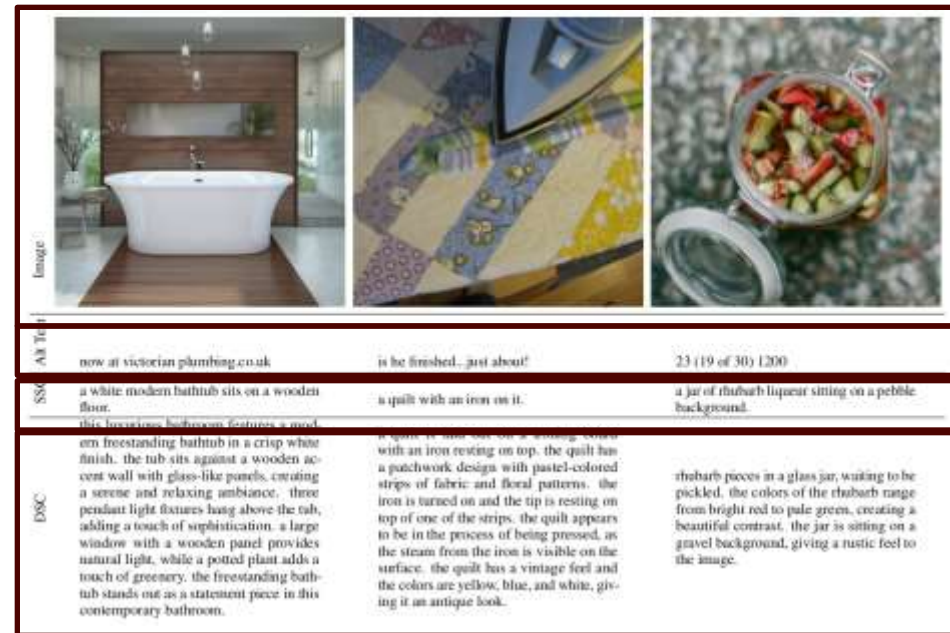 Image
Alt Te
now at victorian plumbing.co.uk
is he finished...just about!
23 (19 of 30) 1200
SSC
a white modern bathtub sits on a wooden
floor.
a quilt with an iron on it.
a jar of rhubarb liqueur sitting on a pebble
background.
DSC
this luxurious bathroom features a mod-
ern freestanding bathtub in a crisp white
finish. the tub sits against a wooden ac-
cent wall with glass-like panels, creating
a serene and relaxing ambiance. three
pendant light fixtures hang above the tub,
adding a touch of sophistication. a large
window with a wooden panel provides
natural light, while a potted plant adds a
touch of greenery. the freestanding bath-
tub stands out as a statement piece in this
contemporary bathroom.
a quilt is laid out on a ironing board
with an iron resting on top. the quilt has
a patchwork design with pastel-colored
strips of fabric and floral patterns. the
iron is turned on and the tip is resting on
top of one of the strips. the quilt appears
to be in the process of being pressed, as
the steam from the iron is visible on the
surface. the quilt has a vintage feel and
the colors are yellow, blue, and white, giv-
ing it an antique look.
rhubarb pieces in a glass jar, waiting to be
pickled. the colors of the rhubarb range
from bright red to pale green, creating a
beautiful contrast. the jar is sitting on a
gravel background, giving a rustic feel to
the image.